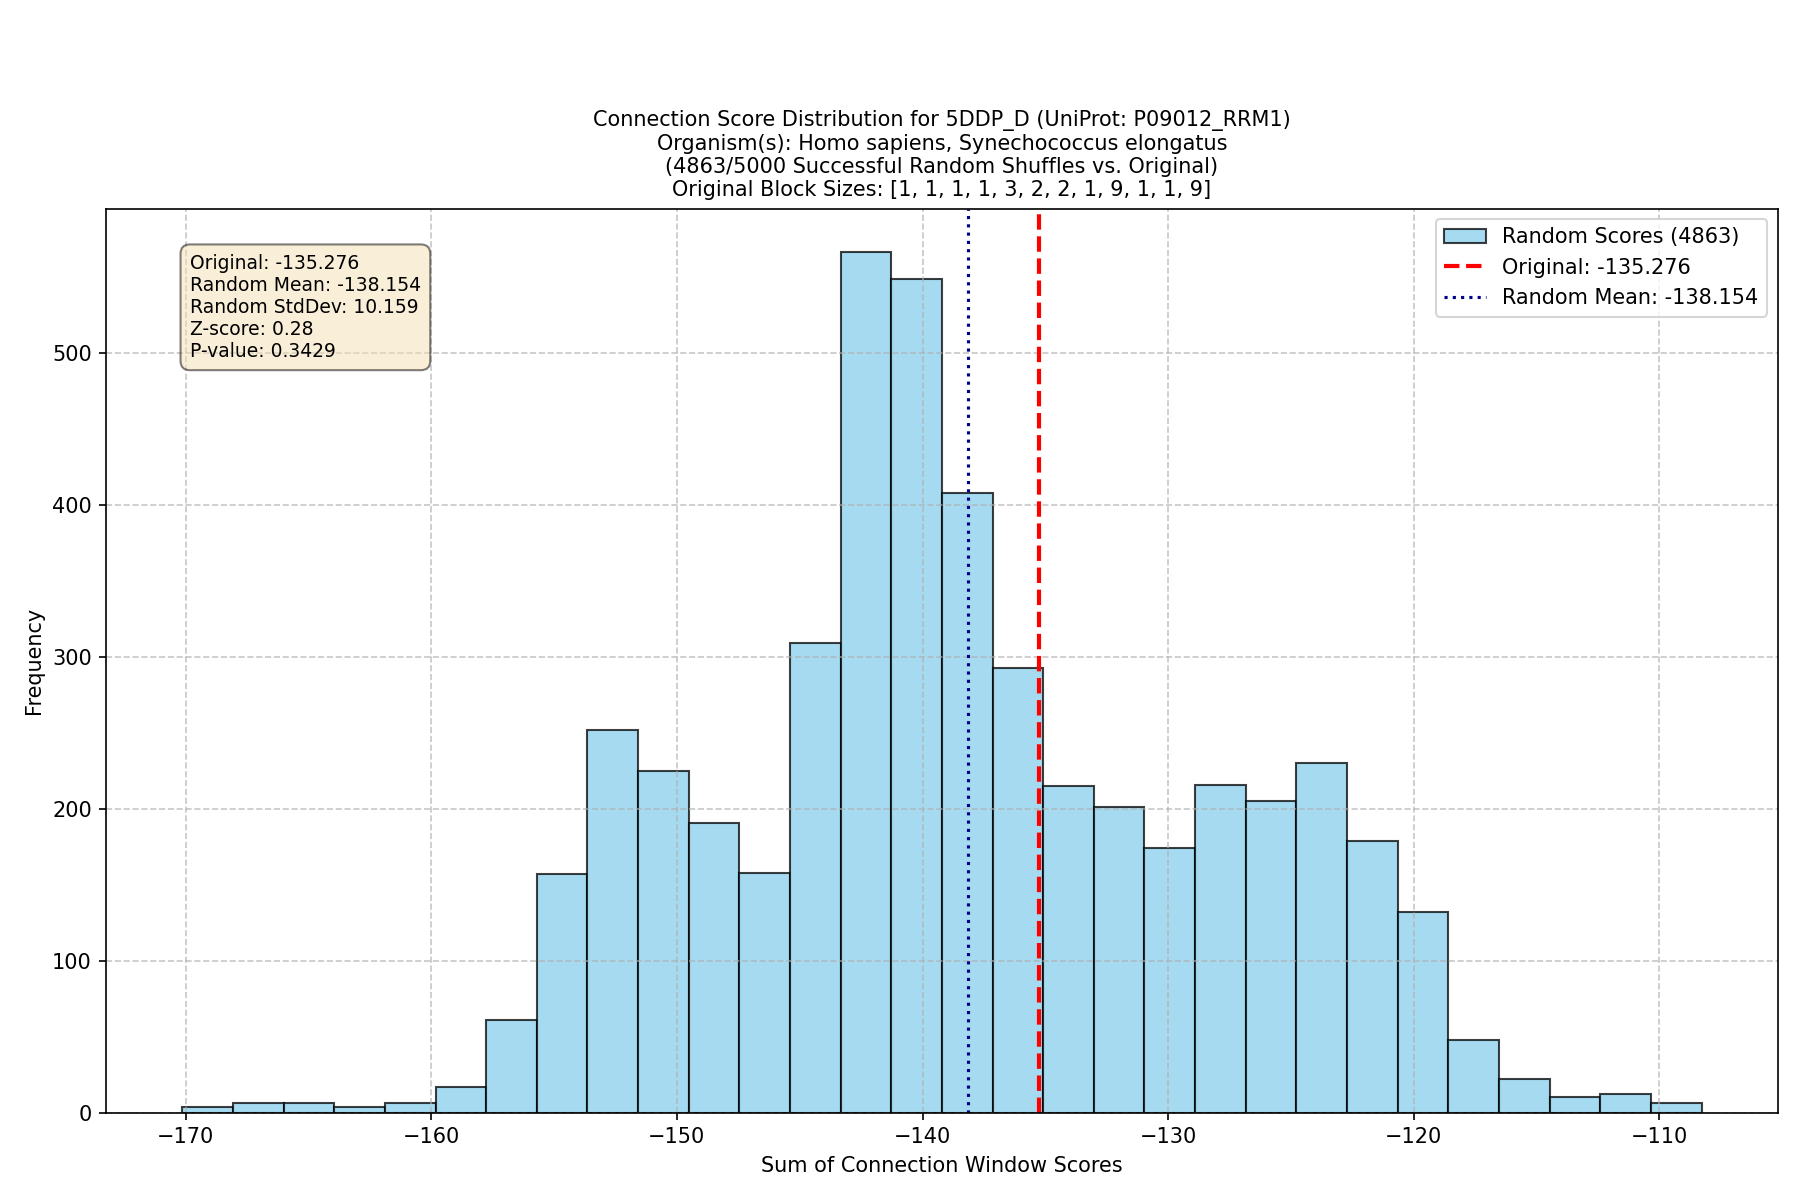 Connection Score Distribution for 5DDP_D (UniProt: P09012_RRM1)
Organism(s): Homo sapiens, Synechococcus elongatus
(4863/5000 Successful Random Shuffles vs. Original)
Original Block Sizes: [1, 1, 1, 1, 3, 2, 2, 1, 9, 1, 1, 9]
Original: -135.276
Random Mean: -138.154
Random StdDev: 10.159
Z-score: 0.28
P-value: 0.3429
Random Scores (4863)
Original: -135.276
Random Mean: -138.154
Frequency
500
400
300
200
100
0
−170 −160 −150 −140 −130 −120 −110
Sum of Connection Window Scores